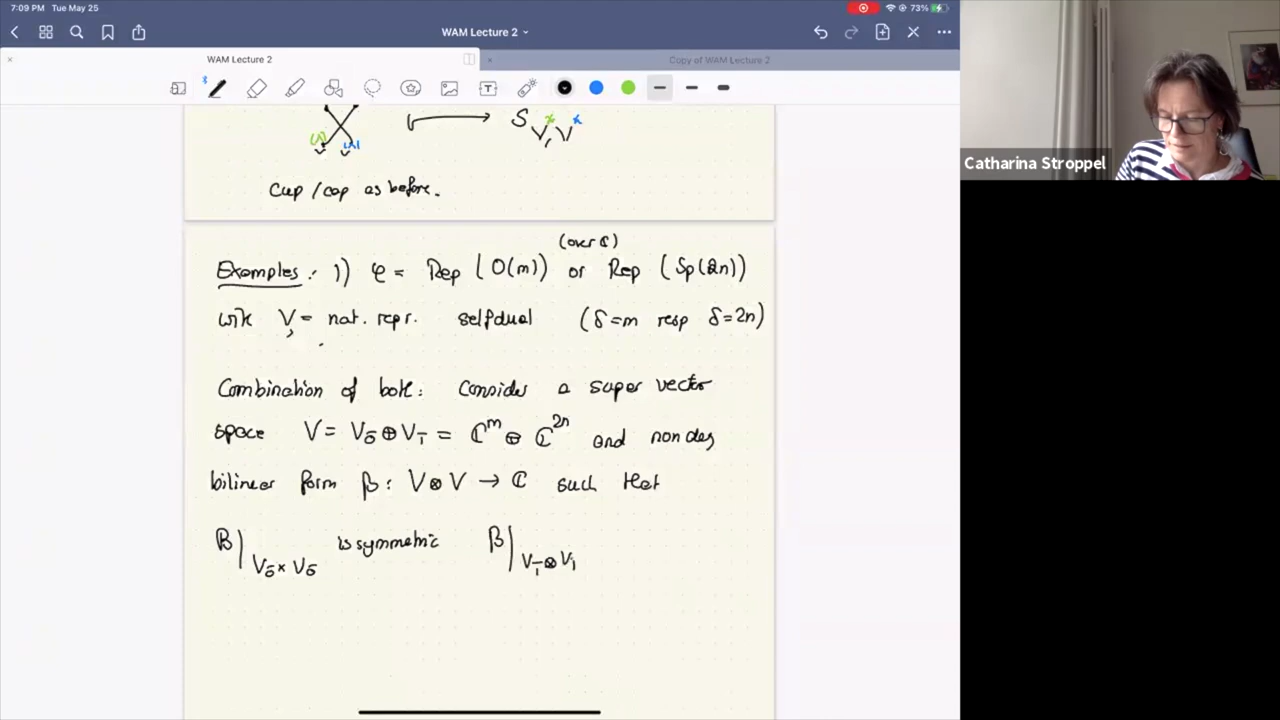 7:09 PM Tue May 25
73%
WAM Lecture 2
WAM Lecture 2
Copy of WAM Lecture 2
S V, V
Cup / cap as before.
(over ℂ)
Examples: 1) 𝒞 = Rep (O(m)) or Rep (Sp(2n))
with V = nat. repr. selfdual (δ=m resp δ=2n)
Combination of both: Consider a super vector
space V = V_0̄ ⊕ V_1̄ = ℂ^m ⊕ ℂ^2n and non deg
bilinear form β: V ⊗ V → ℂ such that
β| V_0̄ × V_0̄ is symmetric β| V_1̄ ⊗ V_1
Catharina Stroppel